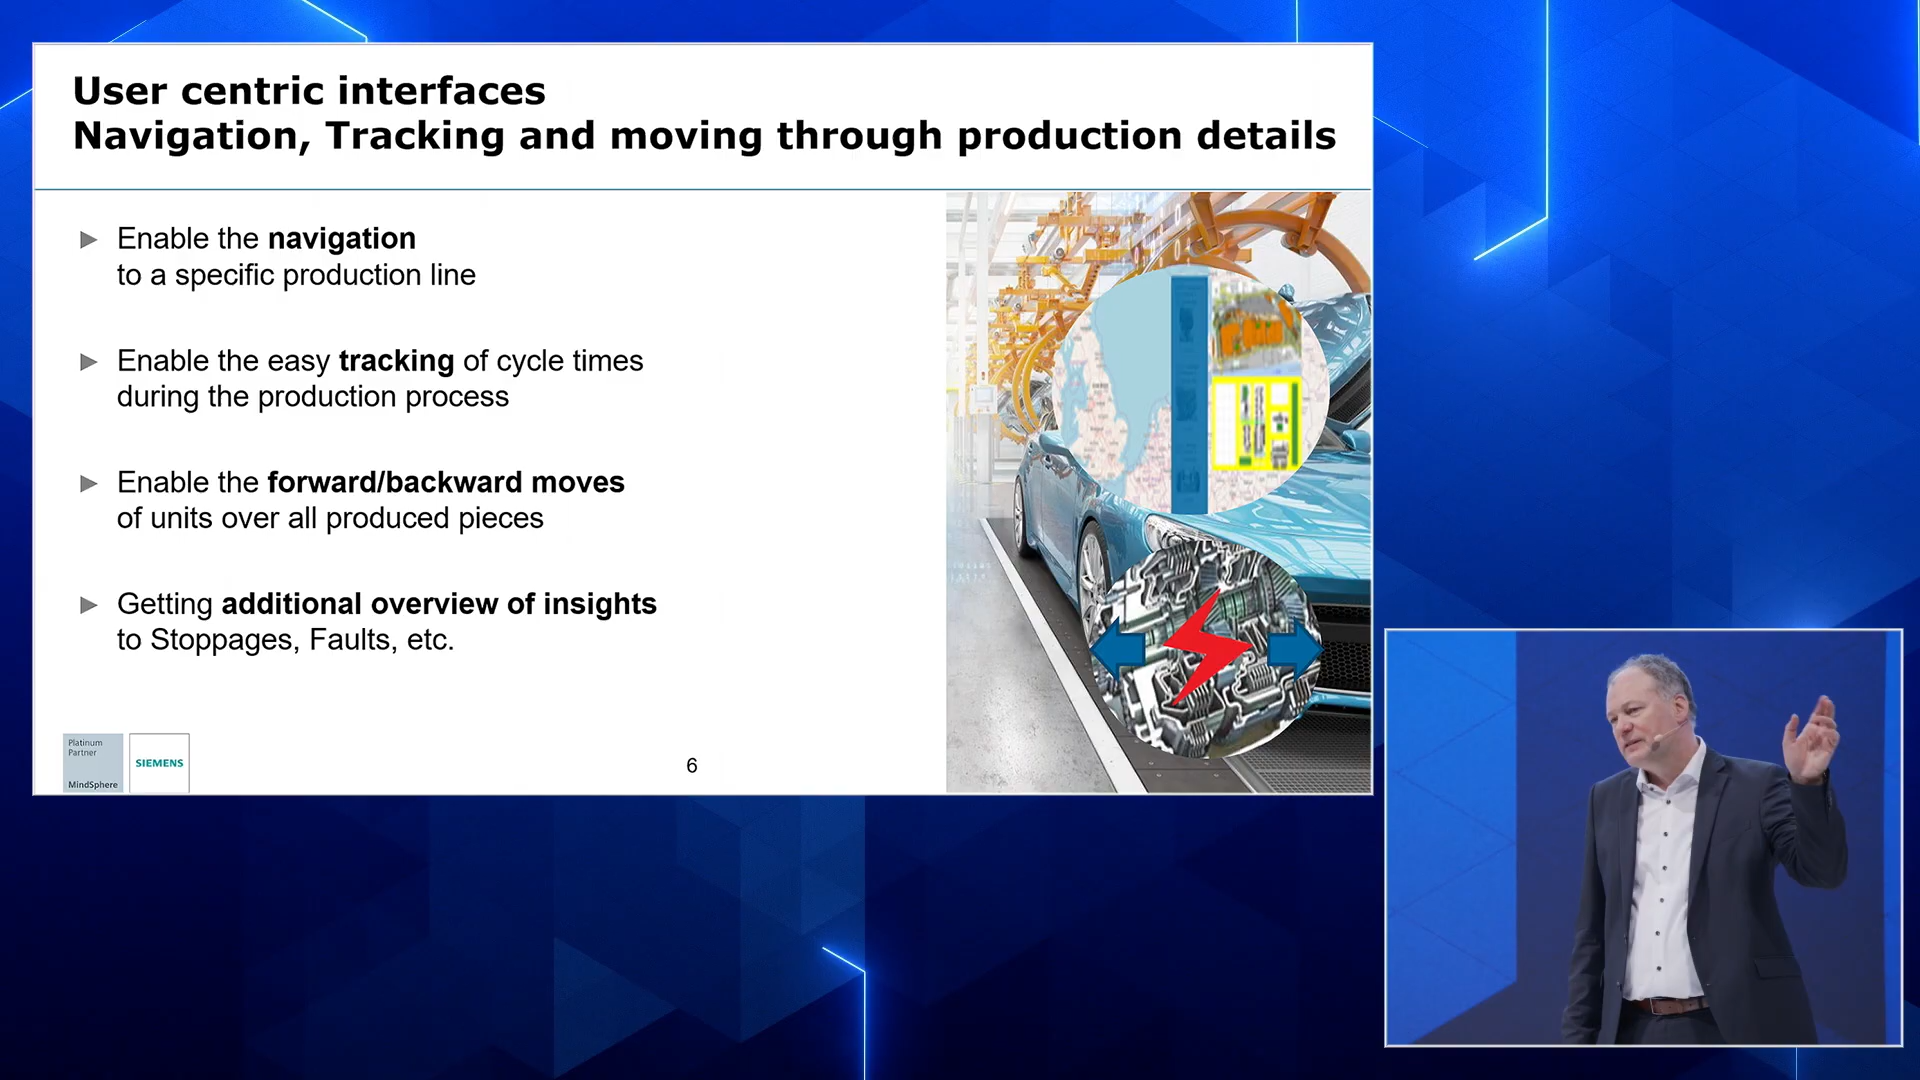 User centric interfaces
Navigation, Tracking and moving through production details
Enable the navigation
to a specific production line
Enable the easy tracking of cycle times
during the production process
Enable the forward/backward moves
of units over all produced pieces
Getting additional overview of insights
to Stoppages, Faults, etc.
Platinum
Partner
MindSphere
SIEMENS
6